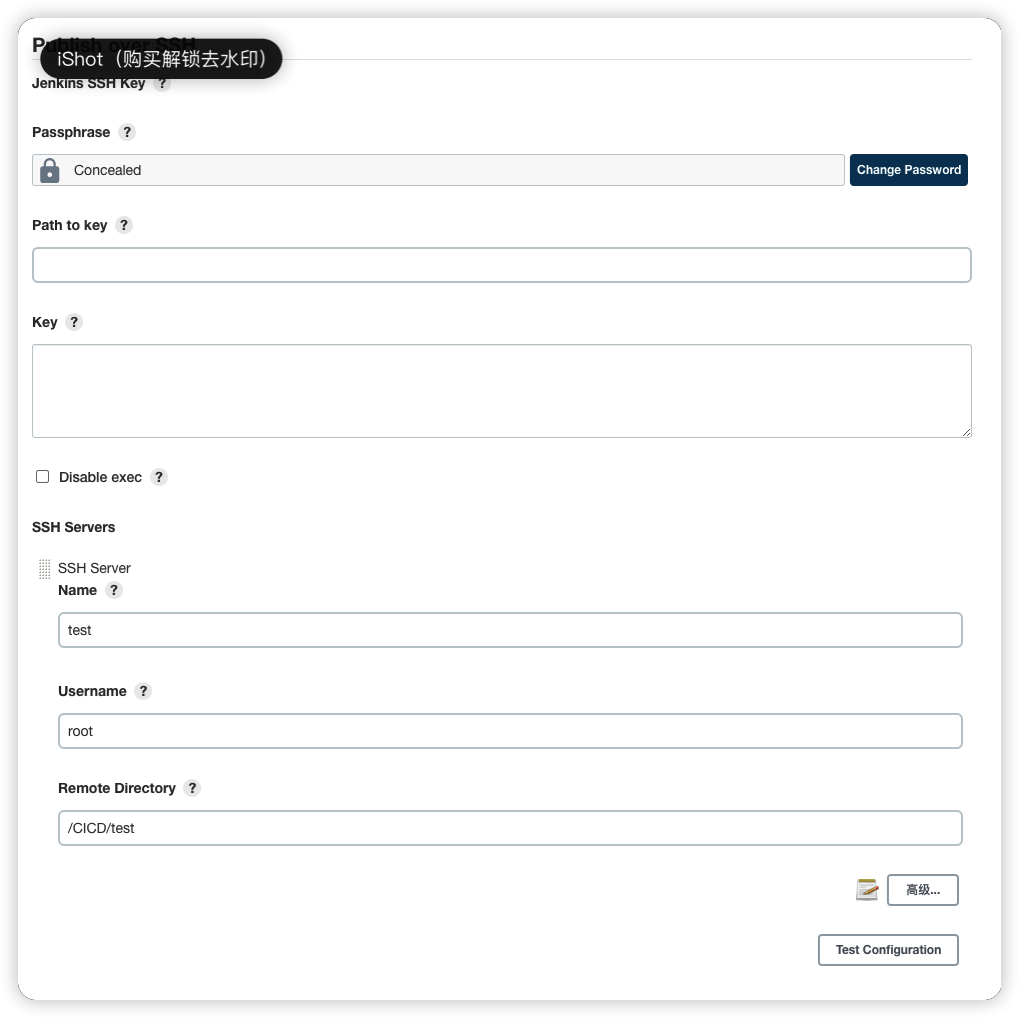 Publish over SSH
iShot（购买解锁去水印）
Jenkins SSH Key ?
Passphrase ?
Concealed
Change Password
Path to key ?
Key ?
Disable exec ?
SSH Servers
SSH Server
Name ?
test
Username ?
root
Remote Directory ?
/CICD/test
高级...
Test Configuration